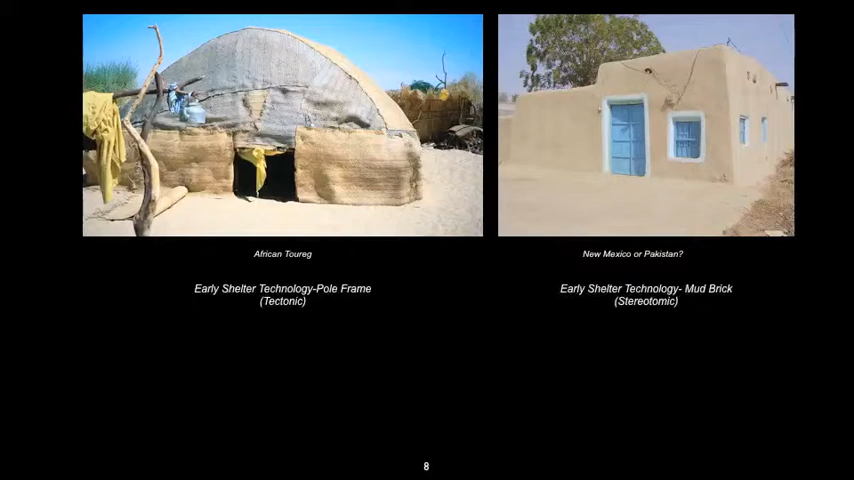 African Toureg
New Mexico or Pakistan?
Early Shelter Technology-Pole Frame
(Tectonic)
Early Shelter Technology- Mud Brick
(Stereotomic)
8